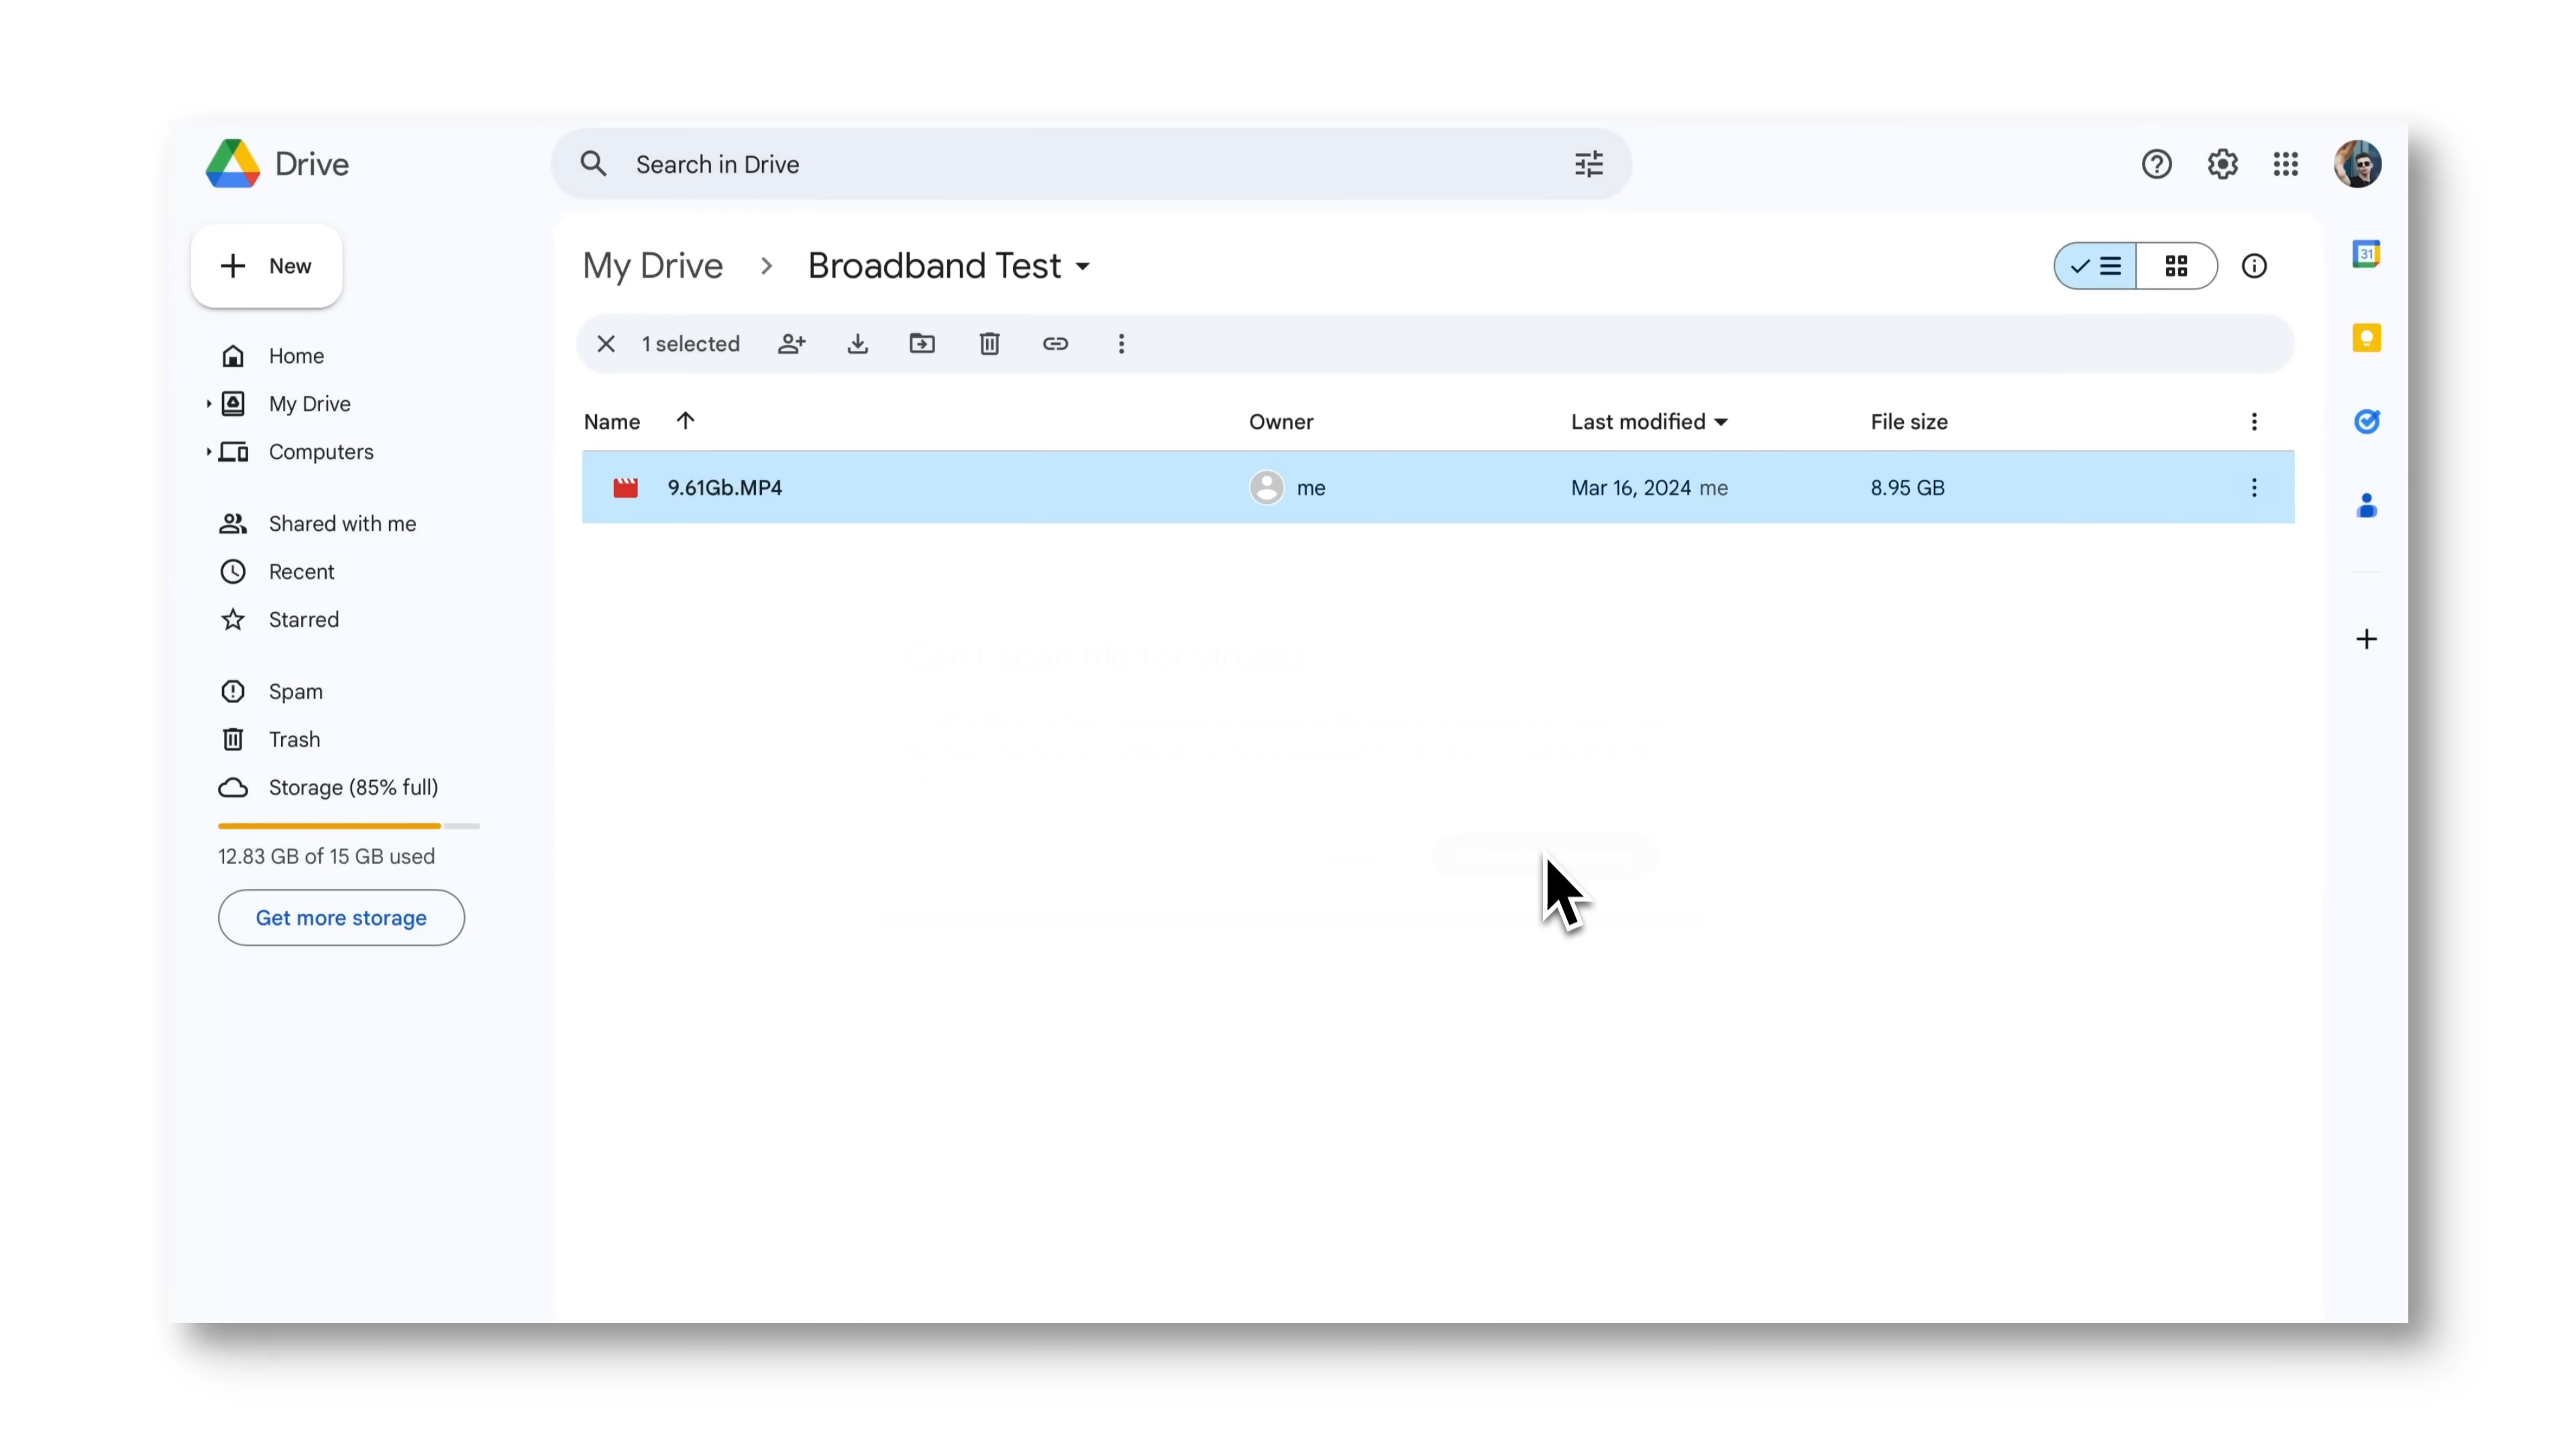 Drive
Search in Drive
New
My Drive
Broadband Test
1 selected
Home
My Drive
Computers
Shared with me
Recent
Starred
Spam
Trash
Storage (85% full)
12.83 GB of 15 GB used
Get more storage
Name Owner Last modified File size
9.61Gb.MP4 me Mar 16, 2024 me 8.95 GB
31